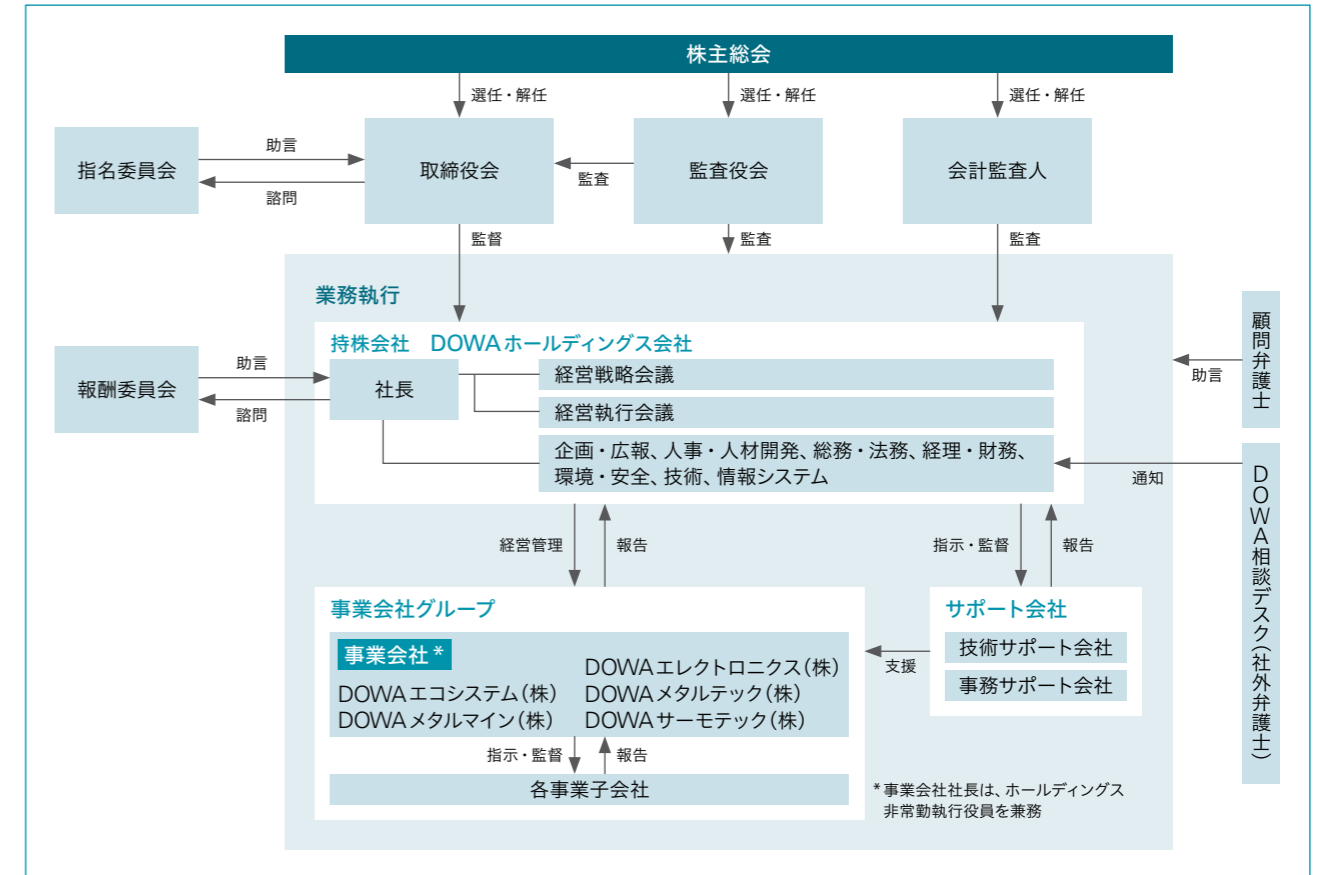 株主総会
選任・解任
選任・解任
選任・解任
指名委員会
助言
諮問
取締役会
監査
監査役会
会計監査人
監督
監査
監査
業務執行
持株会社 DOWAホールディングス会社
報酬委員会
助言
諮問
社長
経営戦略会議
経営執行会議
企画・広報、人事・人材開発、総務・法務、経理・財務、
環境・安全、技術、情報システム
顧問弁護士
助言
通知
DOWA相談デスク(社外弁護士)
経営管理
報告
指示・監督
報告
事業会社グループ
事業会社*
DOWAエコシステム(株)
DOWAメタルマイン(株)
DOWAエレクトロニクス(株)
DOWAメタルテック(株)
DOWAサーモテック(株)
指示・監督
報告
各事業子会社
支援
サポート会社
技術サポート会社
事務サポート会社
*事業会社社長は、ホールディングス
非常勤執行役員を兼務